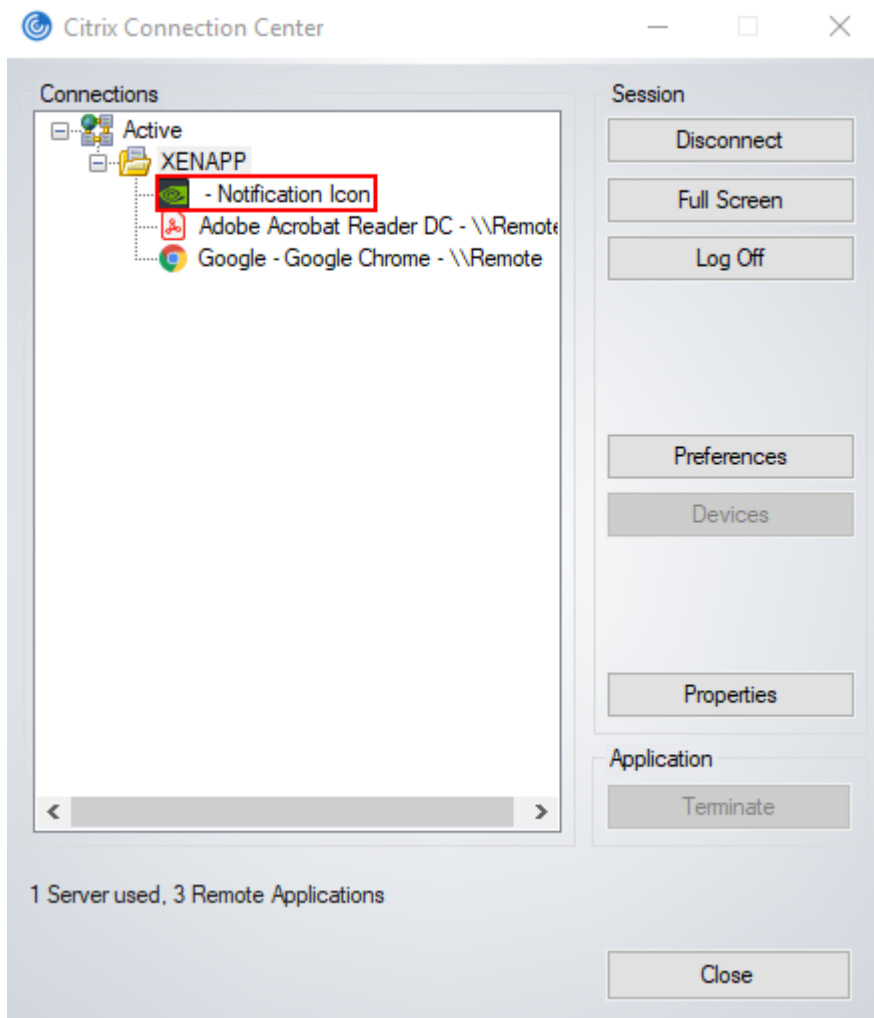 Citrix Connection Center
Connections
Active
XENAPP
- Notification Icon
Adobe Acrobat Reader DC - \\Remote
Google - Google Chrome - \\Remote
Session
Disconnect
Full Screen
Log Off
Preferences
Devices
Properties
Application
Terminate
1 Server used, 3 Remote Applications
Close